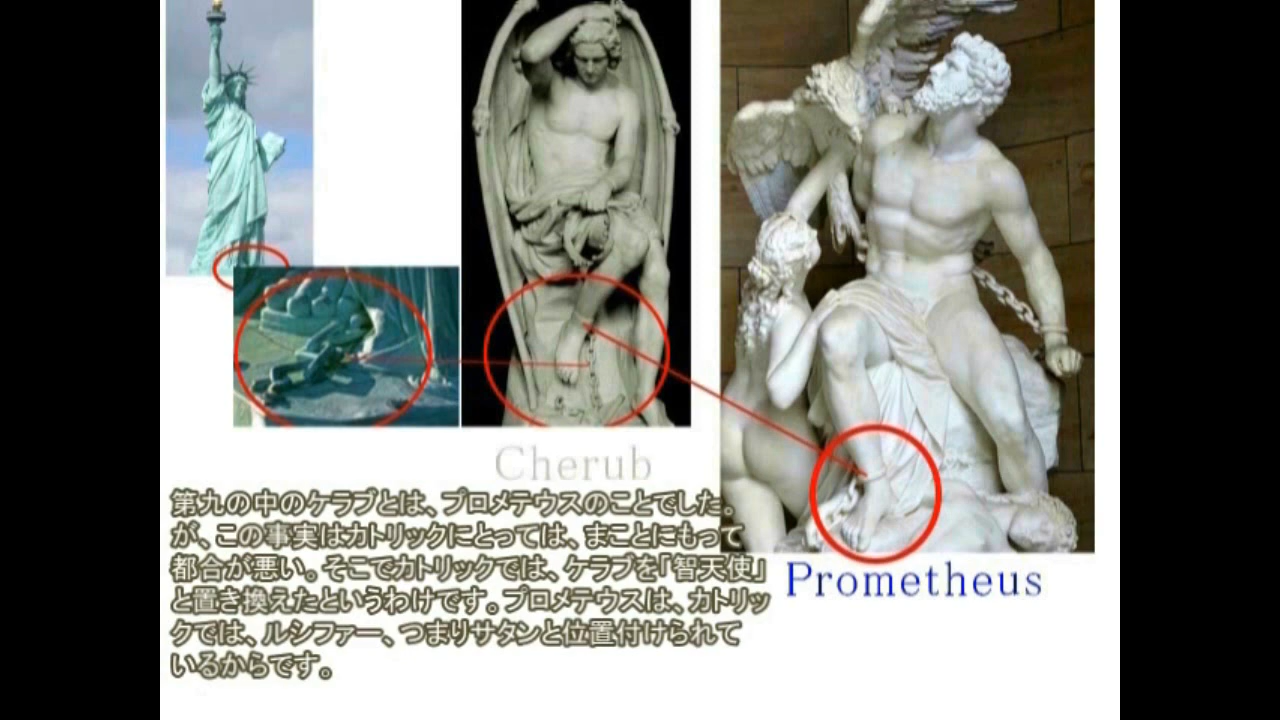 Cherub
Prometheus
第九の中のケラブとは、プロメテウスのことでした。
が、この事実はカトリックにとっては、まことにもって
都合が悪い。そこでカトリックでは、ケラブを「智天使」
と置き換えたというわけです。プロメテウスは、カトリッ
クでは、ルシファー、つまりサタンと位置付けられて
いるからです。